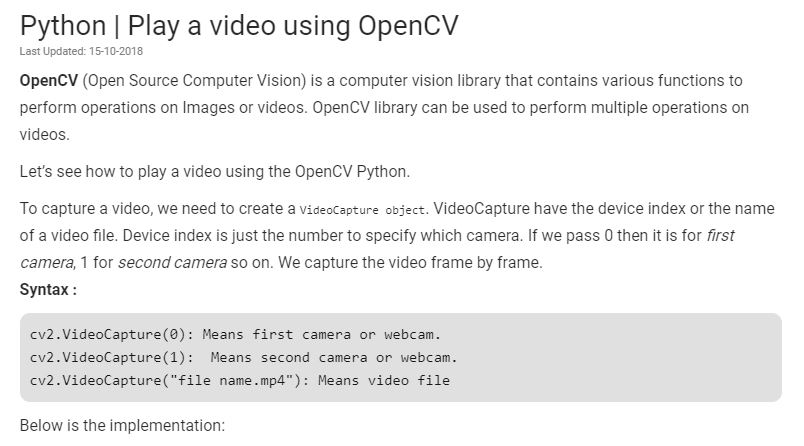 Python | Play a video using OpenCV
Last Updated: 15-10-2018
OpenCV (Open Source Computer Vision) is a computer vision library that contains various functions to
perform operations on Images or videos. OpenCV library can be used to perform multiple operations on
videos.
Let’s see how to play a video using the OpenCV Python.
To capture a video, we need to create a VideoCapture object. VideoCapture have the device index or the name
of a video file. Device index is just the number to specify which camera. If we pass 0 then it is for first
camera, 1 for second camera so on. We capture the video frame by frame.
Syntax :
cv2.VideoCapture(0): Means first camera or webcam.
cv2.VideoCapture(1):  Means second camera or webcam.
cv2.VideoCapture("file name.mp4"): Means video file
Below is the implementation: